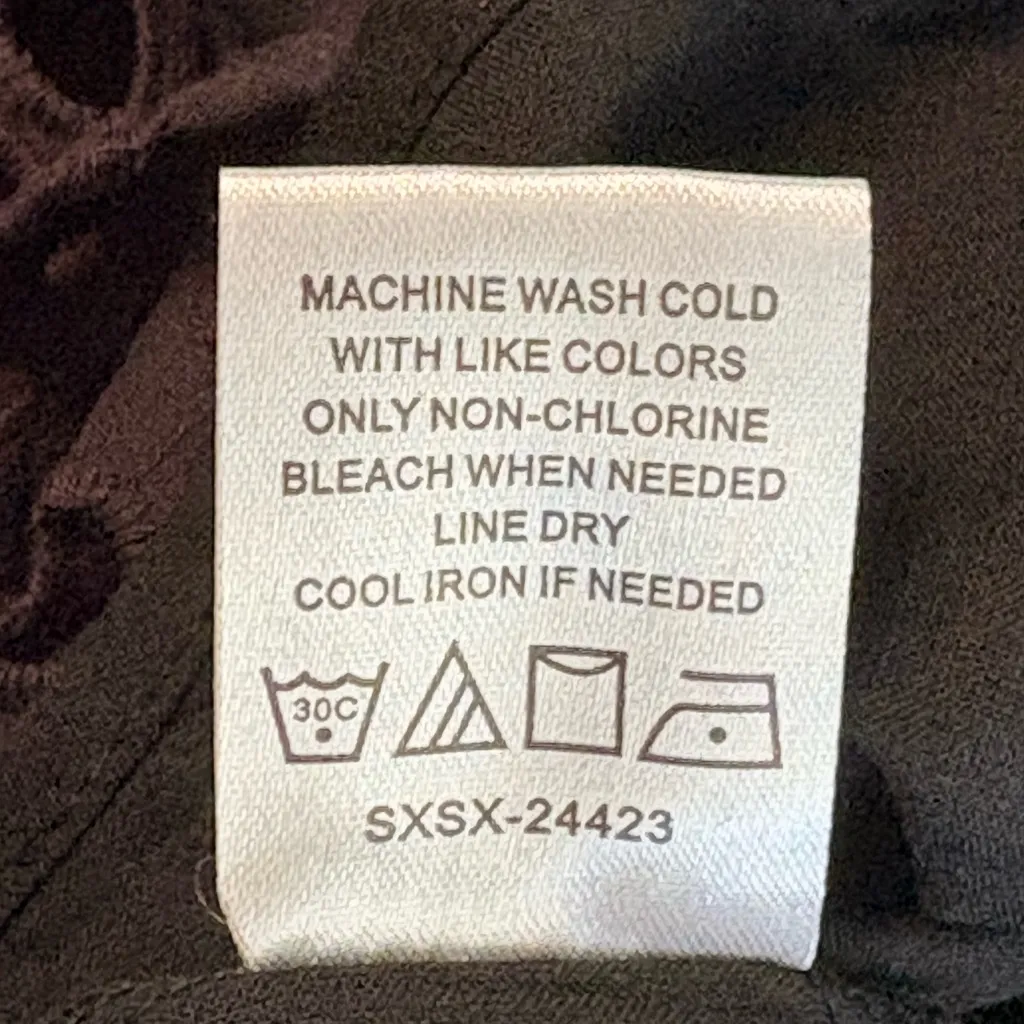 MACHINE WASH COLD
WITH LIKE COLORS
ONLY NON-CHLORINE
BLEACH WHEN NEEDED
LINE DRY
COOL IRON IF NEEDED
30C
SXSX-24423